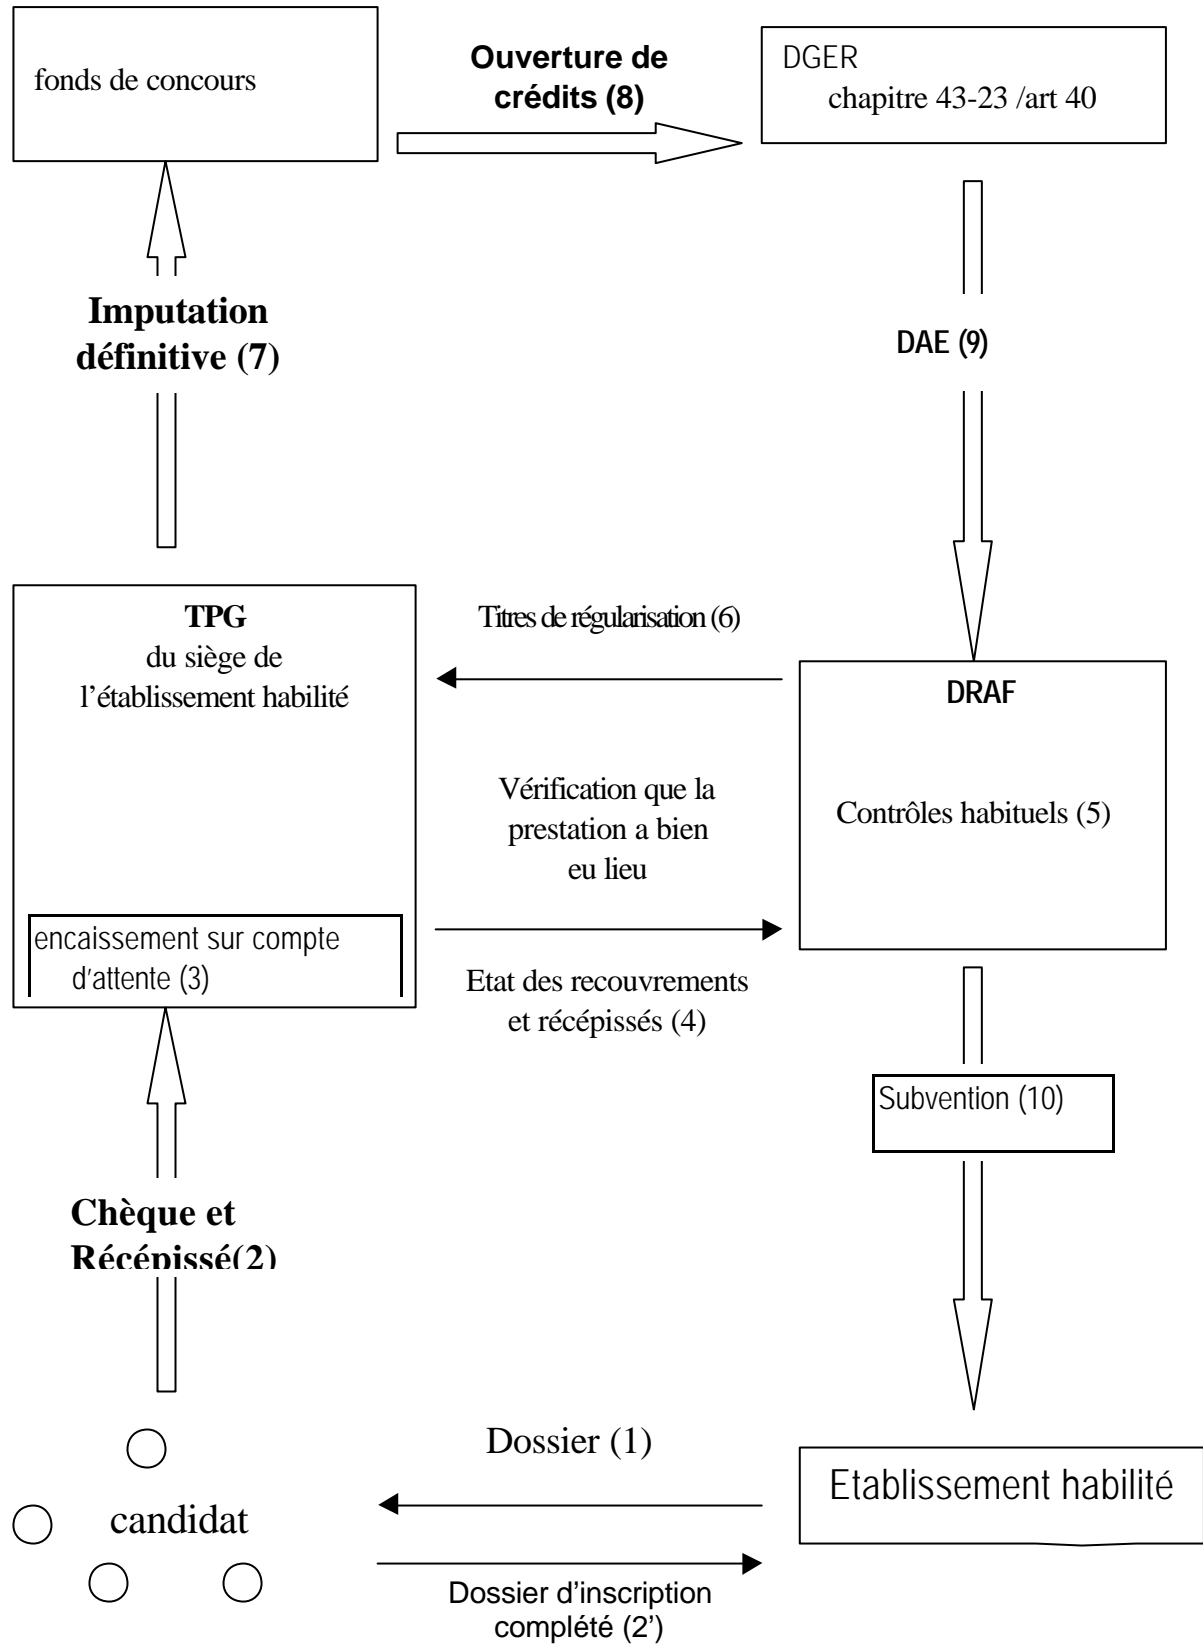 fonds de concours
Ouverture de
crédits (8)
DGER
chapitre 43-23 /art 40
Imputation
définitive (7)
DAE (9)
TPG
du siège de
l'établissement habilité
Titres de régularisation (6)
DRAF
Vérification que la
prestation a bien
eu lieu
Contrôles habituels (5)
encaissement sur compte
d'attente (3)
Etat des recouvrements
et récépissés (4)
Subvention (10)
Chèque et
Récépissé(2)
Dossier (1)
Etablissement habilité
candidat
Dossier d'inscription
complété (2')